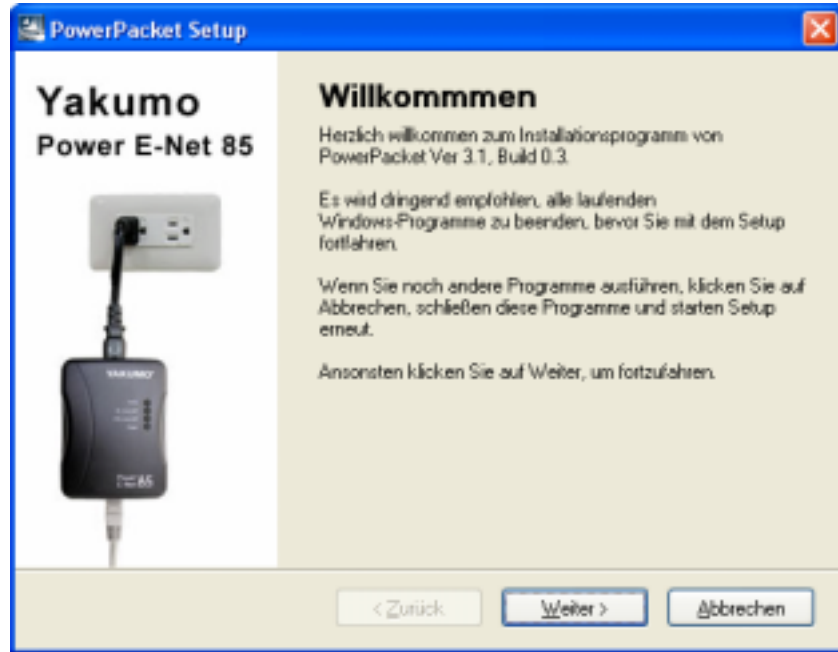 PowerPacket Setup
Yakumo
Power E-Net 85
Willkommmen
Herzlich willkommen zum Installationsprogramm von
PowerPacket Ver 3.1, Build 0.3.
Es wird dringend empfohlen, alle laufenden
Windows-Programme zu beenden, bevor Sie mit dem Setup
fortfahren.
Wenn Sie noch andere Programme ausführen, klicken Sie auf
Abbrechen, schließen diese Programme und starten Setup
erneut.
Ansonsten klicken Sie auf Weiter, um fortzufahren.
YAKUMO
Power
E-Net 85
< Zurück
Weiter >
Abbrechen